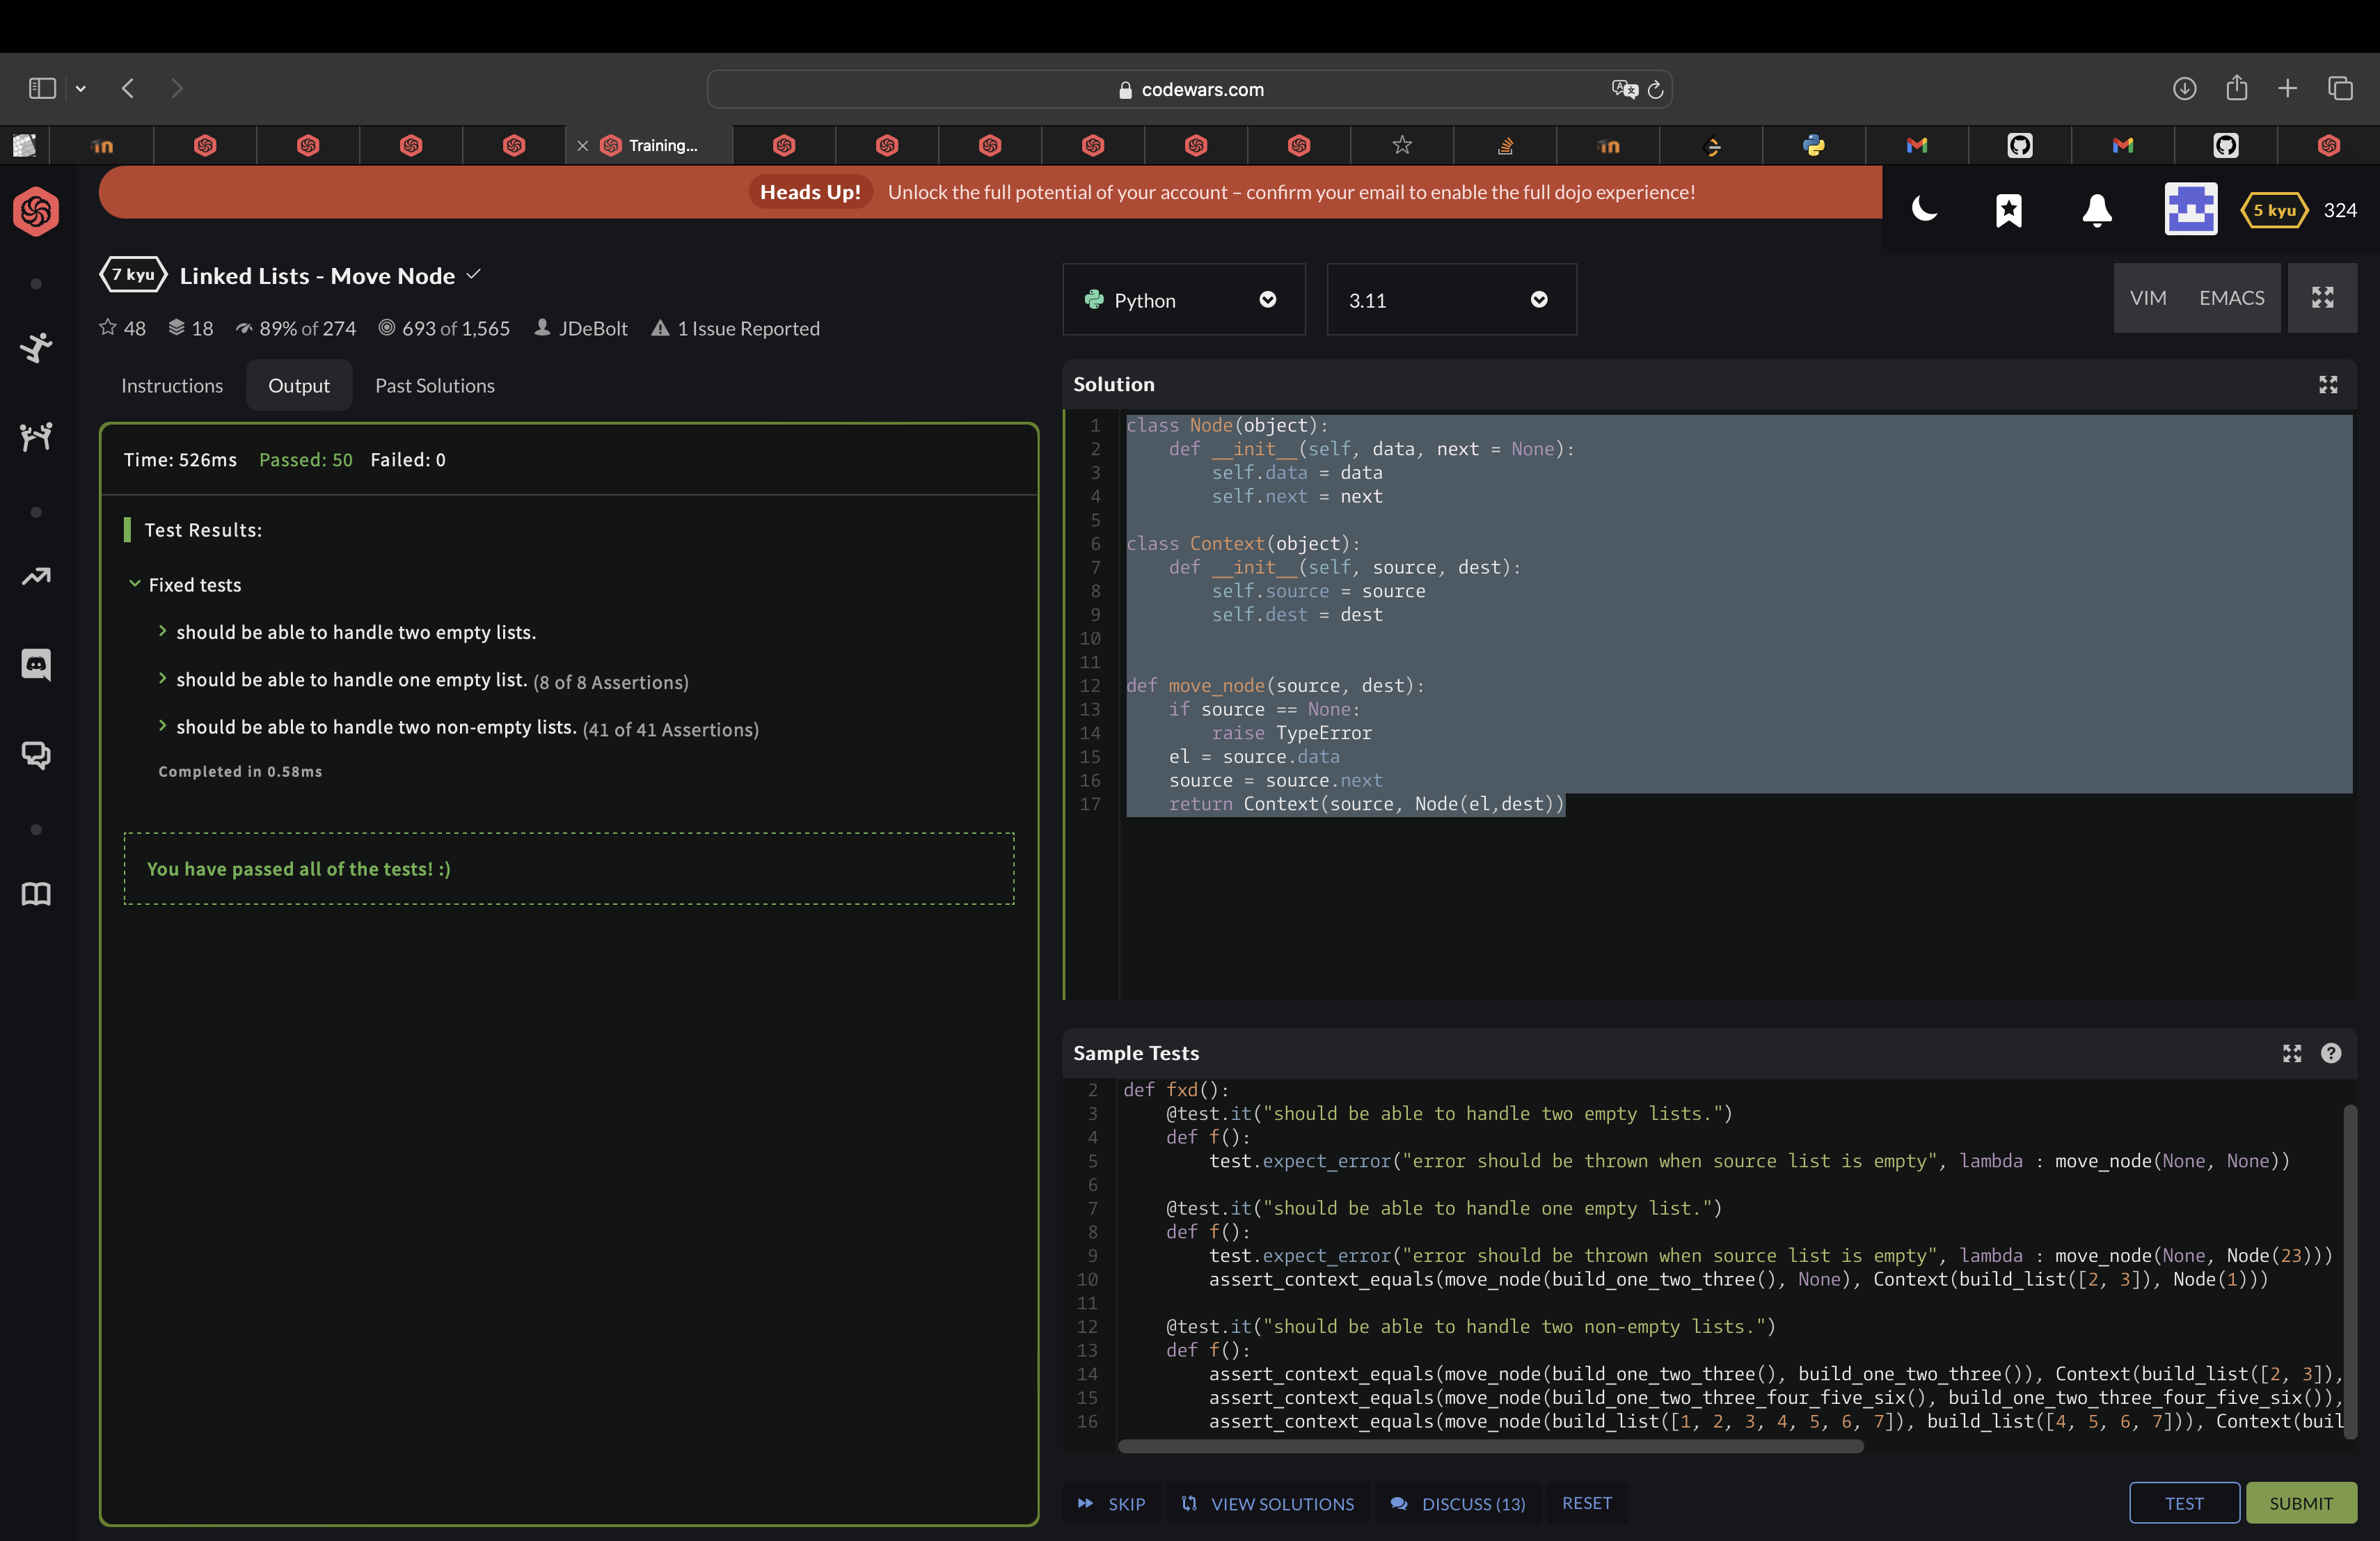 codewars.com
Training...
Heads Up! Unlock the full potential of your account – confirm your email to enable the full dojo experience!
5 kyu 324
7 kyu Linked Lists - Move Node
48 18 89% of 274 693 of 1,565 JDeBolt 1 Issue Reported
Instructions Output Past Solutions
Time: 526ms Passed: 50 Failed: 0
Test Results:
Fixed tests
should be able to handle two empty lists.
should be able to handle one empty list. (8 of 8 Assertions)
should be able to handle two non-empty lists. (41 of 41 Assertions)
Completed in 0.58ms
You have passed all of the tests! :)
Python 3.11 VIM EMACS
Solution
1 class Node(object):
2 def __init__(self, data, next = None):
3 self.data = data
4 self.next = next
5
6 class Context(object):
7 def __init__(self, source, dest):
8 self.source = source
9 self.dest = dest
10
11
12 def move_node(source, dest):
13 if source == None:
14 raise TypeError
15 el = source.data
16 source = source.next
17 return Context(source, Node(el,dest))
Sample Tests
2 def fxd():
3 @test.it("should be able to handle two empty lists.")
4 def f():
5 test.expect_error("error should be thrown when source list is empty", lambda : move_node(None, None))
6
7 @test.it("should be able to handle one empty list.")
8 def f():
9 test.expect_error("error should be thrown when source list is empty", lambda : move_node(None, Node(23)))
10 assert_context_equals(move_node(build_one_two_three(), None), Context(build_list([2, 3]), Node(1)))
11
12 @test.it("should be able to handle two non-empty lists.")
13 def f():
14 assert_context_equals(move_node(build_one_two_three(), build_one_two_three()), Context(build_list([2, 3]),
15 assert_context_equals(move_node(build_one_two_three_four_five_six(), build_one_two_three_four_five_six()),
16 assert_context_equals(move_node(build_list([1, 2, 3, 4, 5, 6, 7]), build_list([4, 5, 6, 7])), Context(buil
SKIP VIEW SOLUTIONS DISCUSS (13) RESET TEST SUBMIT